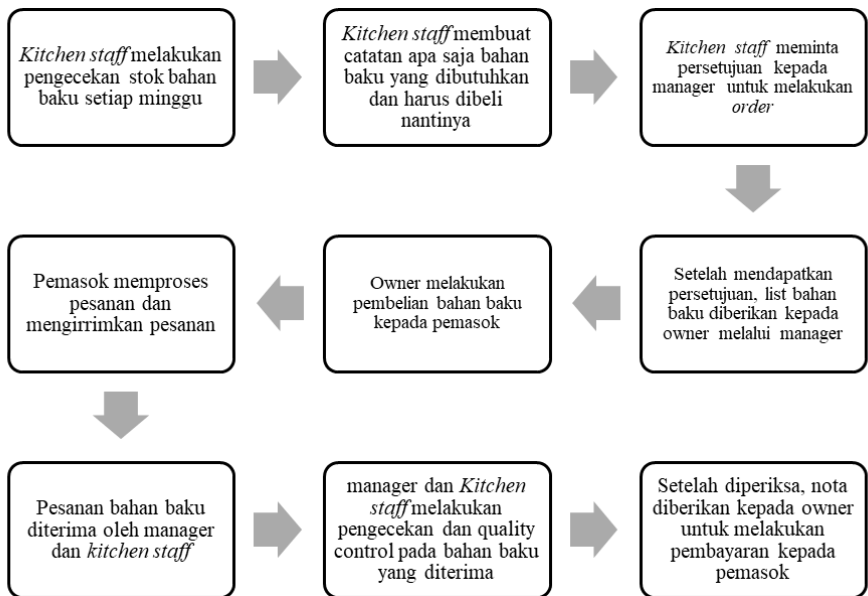 Kitchen staff melakukan
pengecekan stok bahan
baku setiap minggu
Kitchen staff membuat
catatan apa saja bahan
baku yang dibutuhkan
dan harus dibeli
nantinya
Kitchen staff meminta
persetujuan kepada
manager untuk melakukan
order
Setelah mendapatkan
persetujuan, list bahan
baku diberikan kepada
owner melalui manager
Owner melakukan
pembelian bahan baku
kepada pemasok
Pemasok memproses
pesanan dan
mengirrimkan pesanan
Pesanan bahan baku
diterima oleh manager
dan kitchen staff
manager dan Kitchen
staff melakukan
pengecekan dan quality
control pada bahan baku
yang diterima
Setelah diperiksa, nota
diberikan kepada owner
untuk melakukan
pembayaran kepada
pemasok